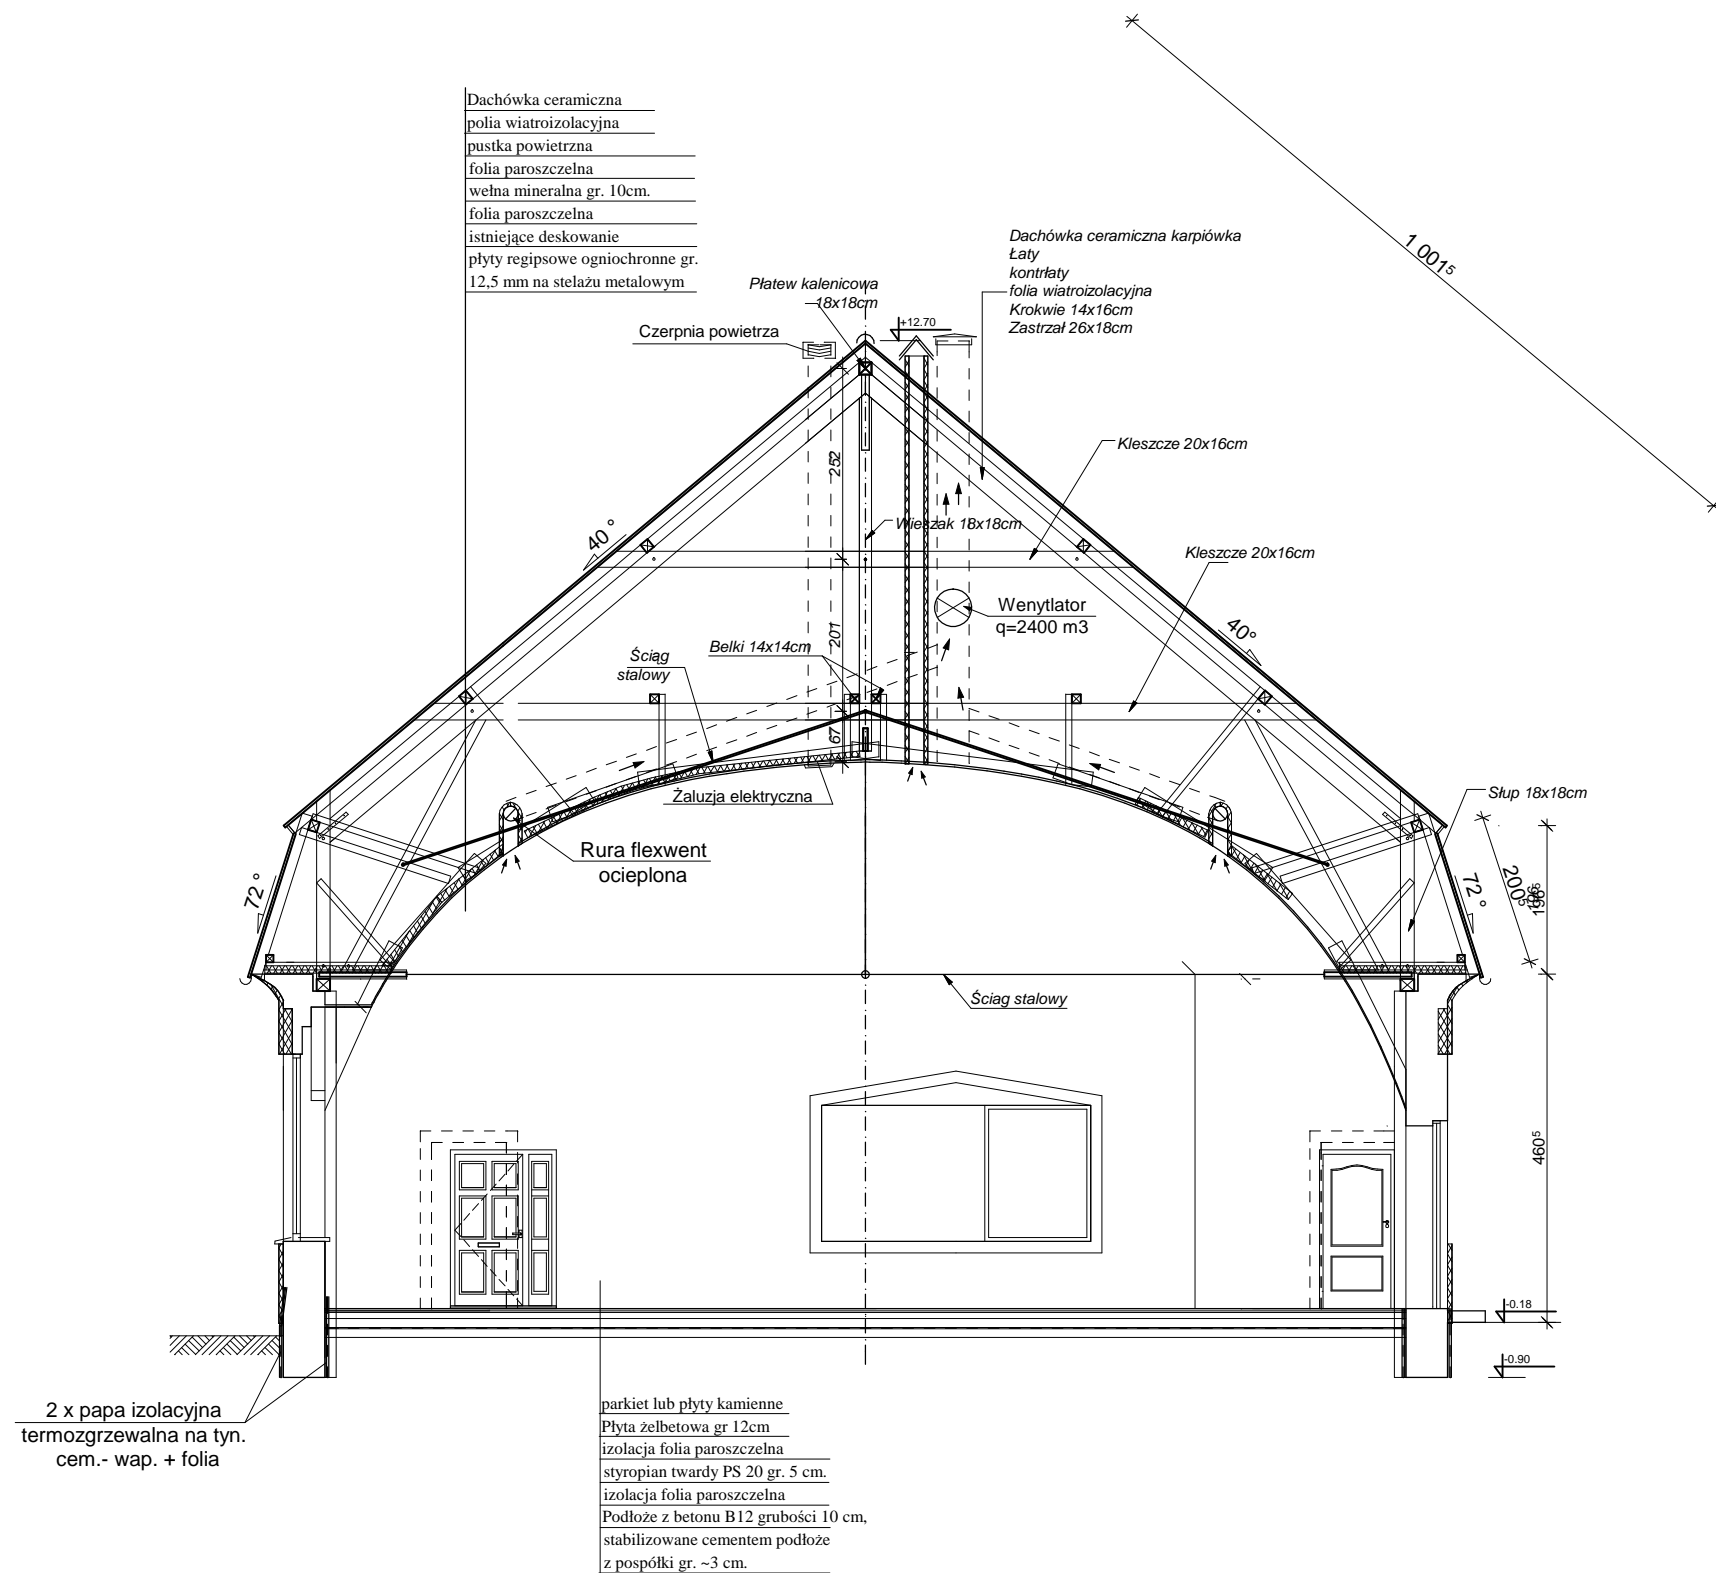 Dachówka ceramiczna
polia wiatroizolacyjna
pustka powietrzna
folia paroszczelna
wełna mineralna gr. 10cm.
folia paroszczelna
istniejące deskowanie
płyty regipsowe ogniochronne gr.
12,5 mm na stelażu metalowym
1 001⁵
Dachówka ceramiczna karpiówka
Łaty
kontrłaty
folia wiatroizolacyjna
Krokwie 14x16cm
Zastrzał 26x18cm
Płatew kalenicowa
18x18cm
Czerpnia powietrza
+12.70
Kleszcze 20x16cm
252
Wieszak 18x18cm
40 °
Kleszcze 20x16cm
Wenytlator
q=2400 m3
201
40°
Belki 14x14cm
Ściąg
stalowy
67
Żaluzja elektryczna
Słup 18x18cm
Rura flexwent
ocieplona
72 °
72 °
200⁵
196⁵
Ściąg stalowy
460⁵
-0.18
-0.90
2 x papa izolacyjna
termozgrzewalna na tyn.
cem.- wap. + folia
parkiet lub płyty kamienne
Płyta żelbetowa gr 12cm
izolacja folia paroszczelna
styropian twardy PS 20 gr. 5 cm.
izolacja folia paroszczelna
Podłoże z betonu B12 grubości 10 cm,
stabilizowane cementem podłoże
z pospółki gr. ~3 cm.